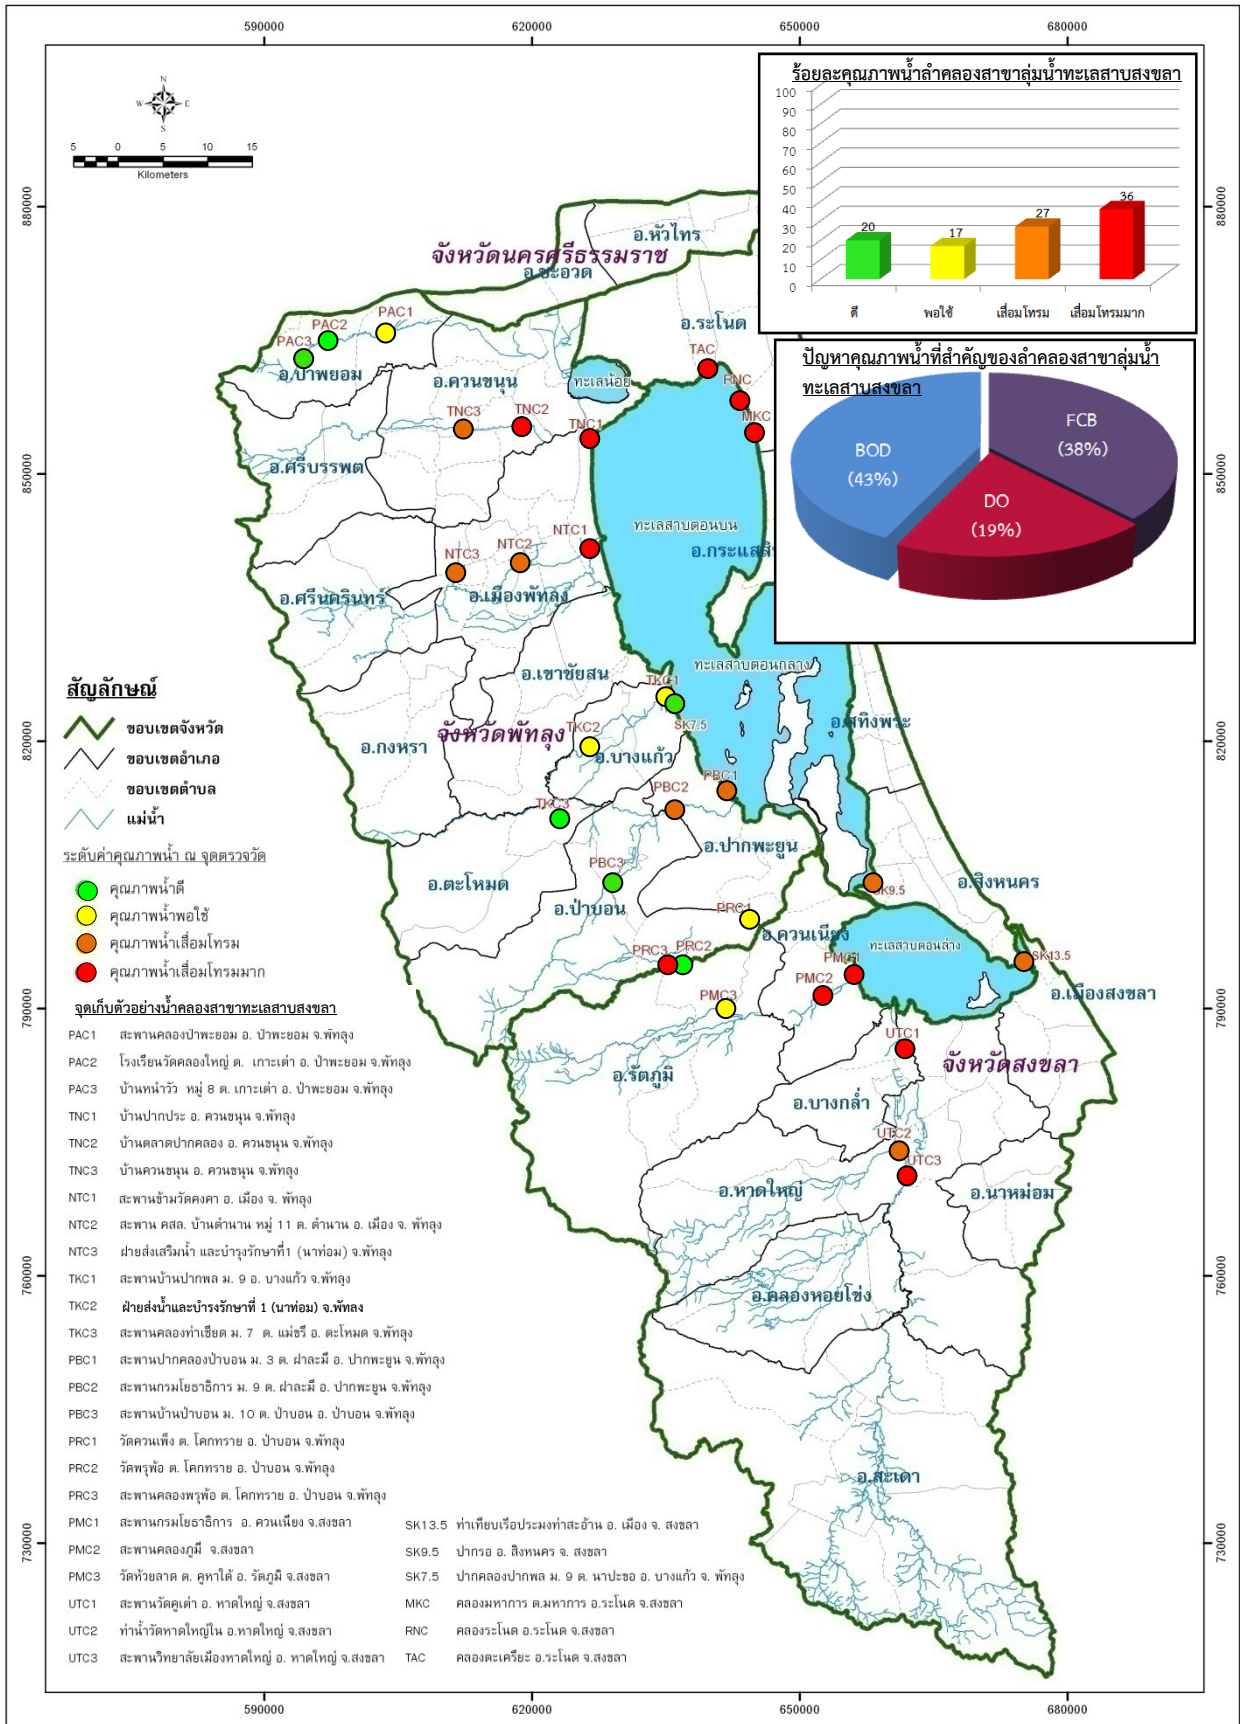 590000
620000
650000
680000
ร้อยละคุณภาพน้ำลำคลองสาขาลุ่มน้ำทะเลสาบสงขลา
100
90
80
70
60
50
40
30
20
10
0
20
17
27
36
ดี
พอใช้
เสื่อมโทรม
เสื่อมโทรมมาก
ปัญหาคุณภาพน้ำที่สำคัญของลำคลองสาขาลุ่มน้ำ
ทะเลสาบสงขลา
BOD
(43%)
FCB
(38%)
DO
(19%)
N
W
E
S
5 0 5 10 15
Kilometers
880000
850000
820000
790000
760000
730000
880000
850000
820000
790000
760000
730000
อ.หัวไทร
จังหวัดนครศรีธรรมราช
อ.ชะอวด
อ.ระโนด
PAC1
PAC2
PAC3
อ.ป่าพยอม
อ.ควนขนุน
ทะเลน้อย
TAC
RNC
MKC
TNC3
TNC2
TNC1
อ.ศรีบรรพต
ทะเลสาบตอนบน
NTC1
NTC2
NTC3
อ.กระแสสิ
อ.ศรีนครินทร์
อ.เมืองพัทลุง
ทะเลสาบตอนกลาง
อ.เขาชัยสน
TKC1
SK7.5
อ.สทิงพระ
จังหวัดพัทลุง
TKC2
อ.กงหรา
อ.บางแก้ว
PBC1
PBC2
TKC3
อ.ปากพะยูน
PBC3
อ.ตะโหมด
อ.ป่าบอน
SK9.5
อ.สิงหนคร
PRC1
อ.ควนเนียง
ทะเลสาบตอนล่าง
PRC3
PRC2
PMC1
SK13.5
PMC2
PMC3
อ.เมืองสงขลา
UTC1
จังหวัดสงขลา
อ.รัตภูมิ
อ.บางกล่ำ
UTC2
UTC3
อ.หาดใหญ่
อ.นาหม่อม
อ.คลองหอยโข่ง
อ.สะเดา
สัญลักษณ์
ขอบเขตจังหวัด
ขอบเขตอำเภอ
ขอบเขตตำบล
แม่น้ำ
ระดับค่าคุณภาพน้ำ ณ จุดตรวจวัด
คุณภาพน้ำดี
คุณภาพน้ำพอใช้
คุณภาพน้ำเสื่อมโทรม
คุณภาพน้ำเสื่อมโทรมมาก
จุดเก็บตัวอย่างน้ำคลองสาขาทะเลสาบสงขลา
PAC1 สะพานคลองป่าพะยอม อ. ป่าพะยอม จ.พัทลุง
PAC2 โรงเรียนวัดคลองใหญ่ ต. เกาะเต่า อ. ป่าพะยอม จ.พัทลุง
PAC3 บ้านหนำวัว หมู่ 8 ต. เกาะเต่า อ. ป่าพะยอม จ.พัทลุง
TNC1 บ้านปากประ อ. ควนขนุน จ.พัทลุง
TNC2 บ้านตลาดปากคลอง อ. ควนขนุน จ.พัทลุง
TNC3 บ้านควนขนุน อ. ควนขนุน จ.พัทลุง
NTC1 สะพานข้ามวัดคงคา อ. เมือง จ. พัทลุง
NTC2 สะพาน คสล. บ้านตำนาน หมู่ 11 ต. ตำนาน อ. เมือง จ. พัทลุง
NTC3 ฝายส่งเสริมน้ำ และบำรุงรักษาที่1 (นาท่อม) จ.พัทลุง
TKC1 สะพานบ้านปากพล ม. 9 อ. บางแก้ว จ.พัทลุง
TKC2 ฝ่ายส่งน้ำและบำรงรักษาที่ 1 (นาท่อม) จ.พัทลง
TKC3 สะพานคลองท่าเชียด ม. 7 ต. แม่ขรี อ. ตะโหมด จ.พัทลุง
PBC1 สะพานปากคลองป่าบอน ม. 3 ต. ฝาละมี อ. ปากพะยูน จ.พัทลุง
PBC2 สะพานกรมโยธาธิการ ม. 9 ต. ฝาละมี อ. ปากพะยูน จ.พัทลุง
PBC3 สะพานบ้านป่าบอน ม. 10 ต. ป่าบอน อ. ป่าบอน จ.พัทลุง
PRC1 วัดควนเพ็ง ต. โคกทราย อ. ป่าบอน จ.พัทลุง
PRC2 วัดพรุพ้อ ต. โคกทราย อ. ป่าบอน จ.พัทลุง
PRC3 สะพานคลองพรุพ้อ ต. โคกทราย อ. ป่าบอน จ.พัทลุง
PMC1 สะพานกรมโยธาธิการ อ. ควนเนียง จ.สงขลา
PMC2 สะพานคลองภูมี จ.สงขลา
PMC3 วัดห้วยลาด ต. คูหาใต้ อ. รัตภูมิ จ.สงขลา
UTC1 สะพานวัดคูเต่า อ. หาดใหญ่ จ.สงขลา
UTC2 ท่าน้ำวัดหาดใหญ่ใน อ.หาดใหญ่ จ.สงขลา
UTC3 สะพานวิทยาลัยเมืองหาดใหญ่ อ. หาดใหญ่ จ.สงขลา
SK13.5 ท่าเทียบเรือประมงท่าสะอ้าน อ. เมือง จ. สงขลา
SK9.5 ปากรอ อ. สิงหนคร จ. สงขลา
SK7.5 ปากคลองปากพล ม. 9 ต. นาปะขอ อ. บางแก้ว จ. พัทลุง
MKC คลองมหาการ ต.มหาการ อ.ระโนด จ.สงขลา
RNC คลองระโนด อ.ระโนด จ.สงขลา
TAC คลองตะเครียะ อ.ระโนด จ.สงขลา
590000
620000
650000
680000